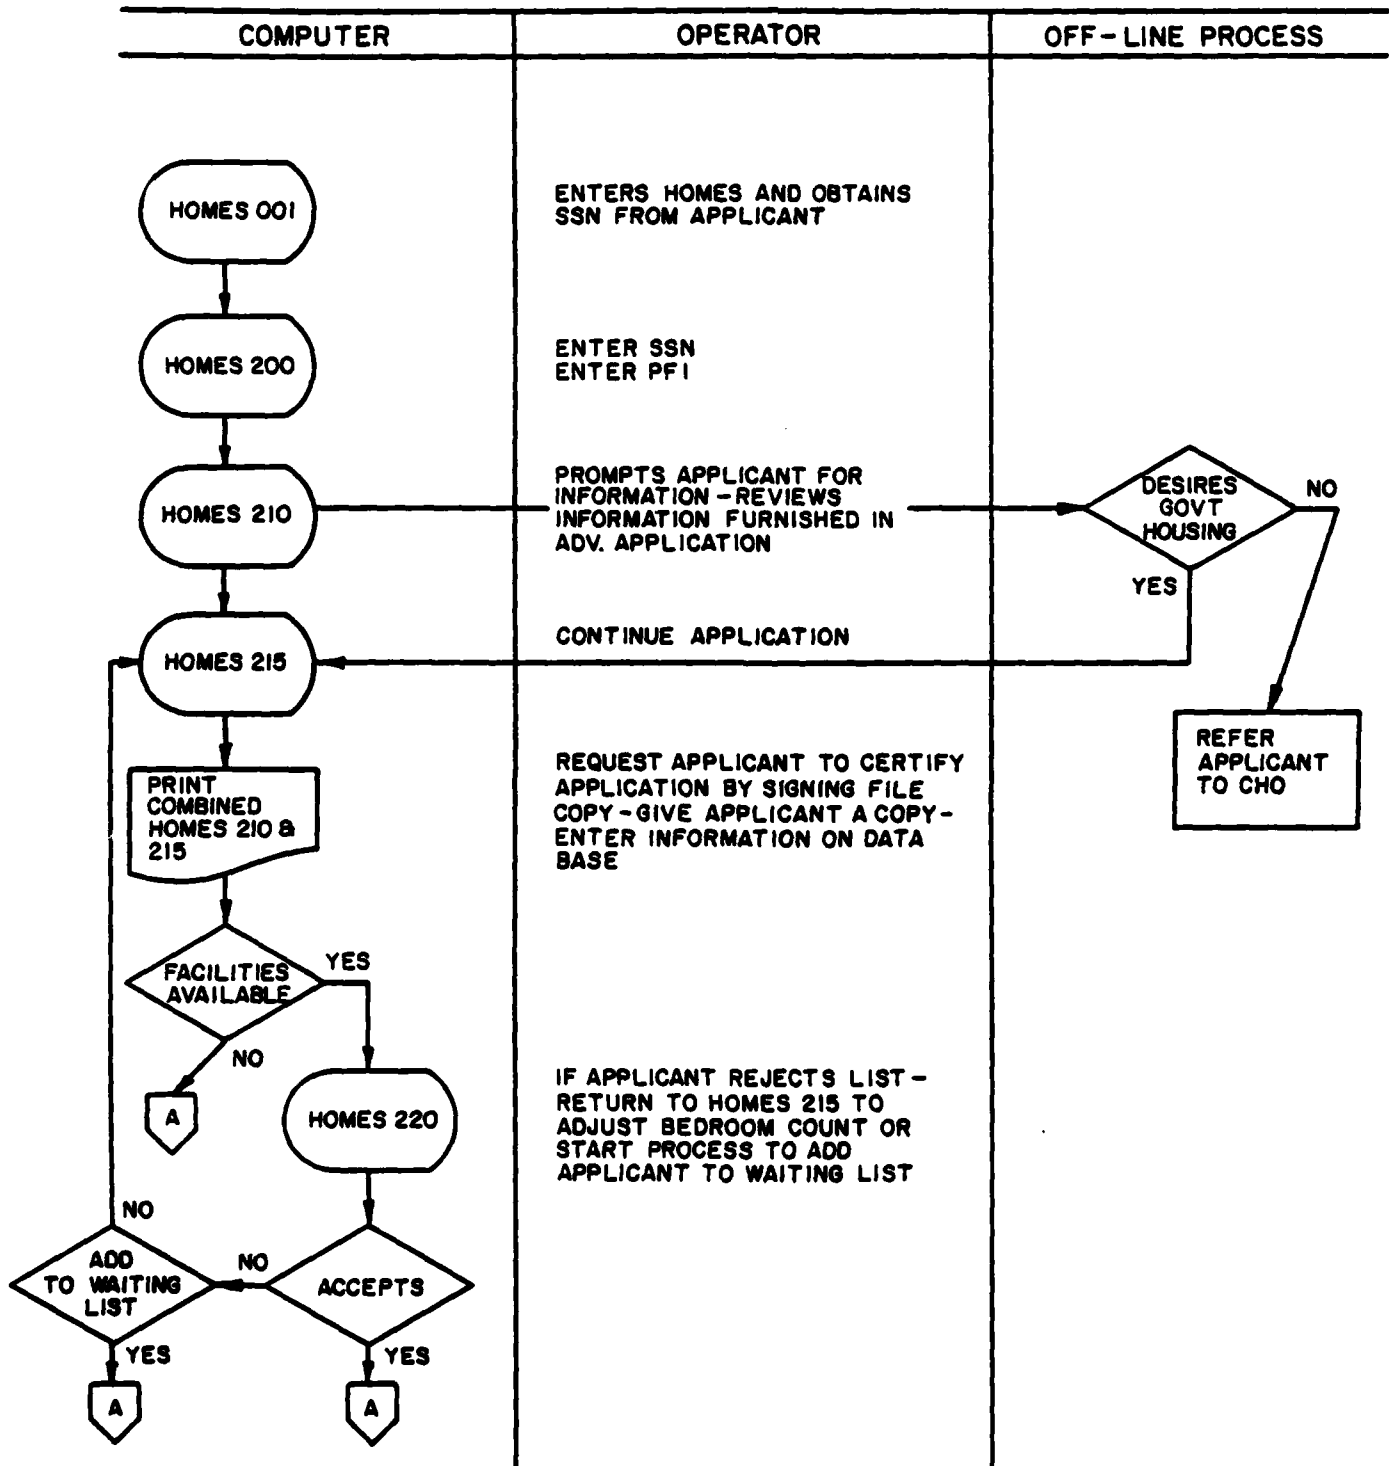 COMPUTER
OPERATOR
OFF-LINE PROCESS
HOMES 001
ENTERS HOMES AND OBTAINS
SSN FROM APPLICANT
HOMES 200
ENTER SSN
ENTER PF1
HOMES 210
PROMPTS APPLICANT FOR
INFORMATION - REVIEWS
INFORMATION FURNISHED IN
ADV. APPLICATION
DESIRES
GOVT
HOUSING
NO
YES
HOMES 215
CONTINUE APPLICATION
REFER
APPLICANT
TO CHO
PRINT
COMBINED
HOMES 210 &
215
REQUEST APPLICANT TO CERTIFY
APPLICATION BY SIGNING FILE
COPY - GIVE APPLICANT A COPY -
ENTER INFORMATION ON DATA
BASE
FACILITIES
AVAILABLE
YES
NO
A
HOMES 220
IF APPLICANT REJECTS LIST -
RETURN TO HOMES 215 TO
ADJUST BEDROOM COUNT OR
START PROCESS TO ADD
APPLICANT TO WAITING LIST
NO
ADD
TO WAITING
LIST
NO
ACCEPTS
YES
YES
A
A